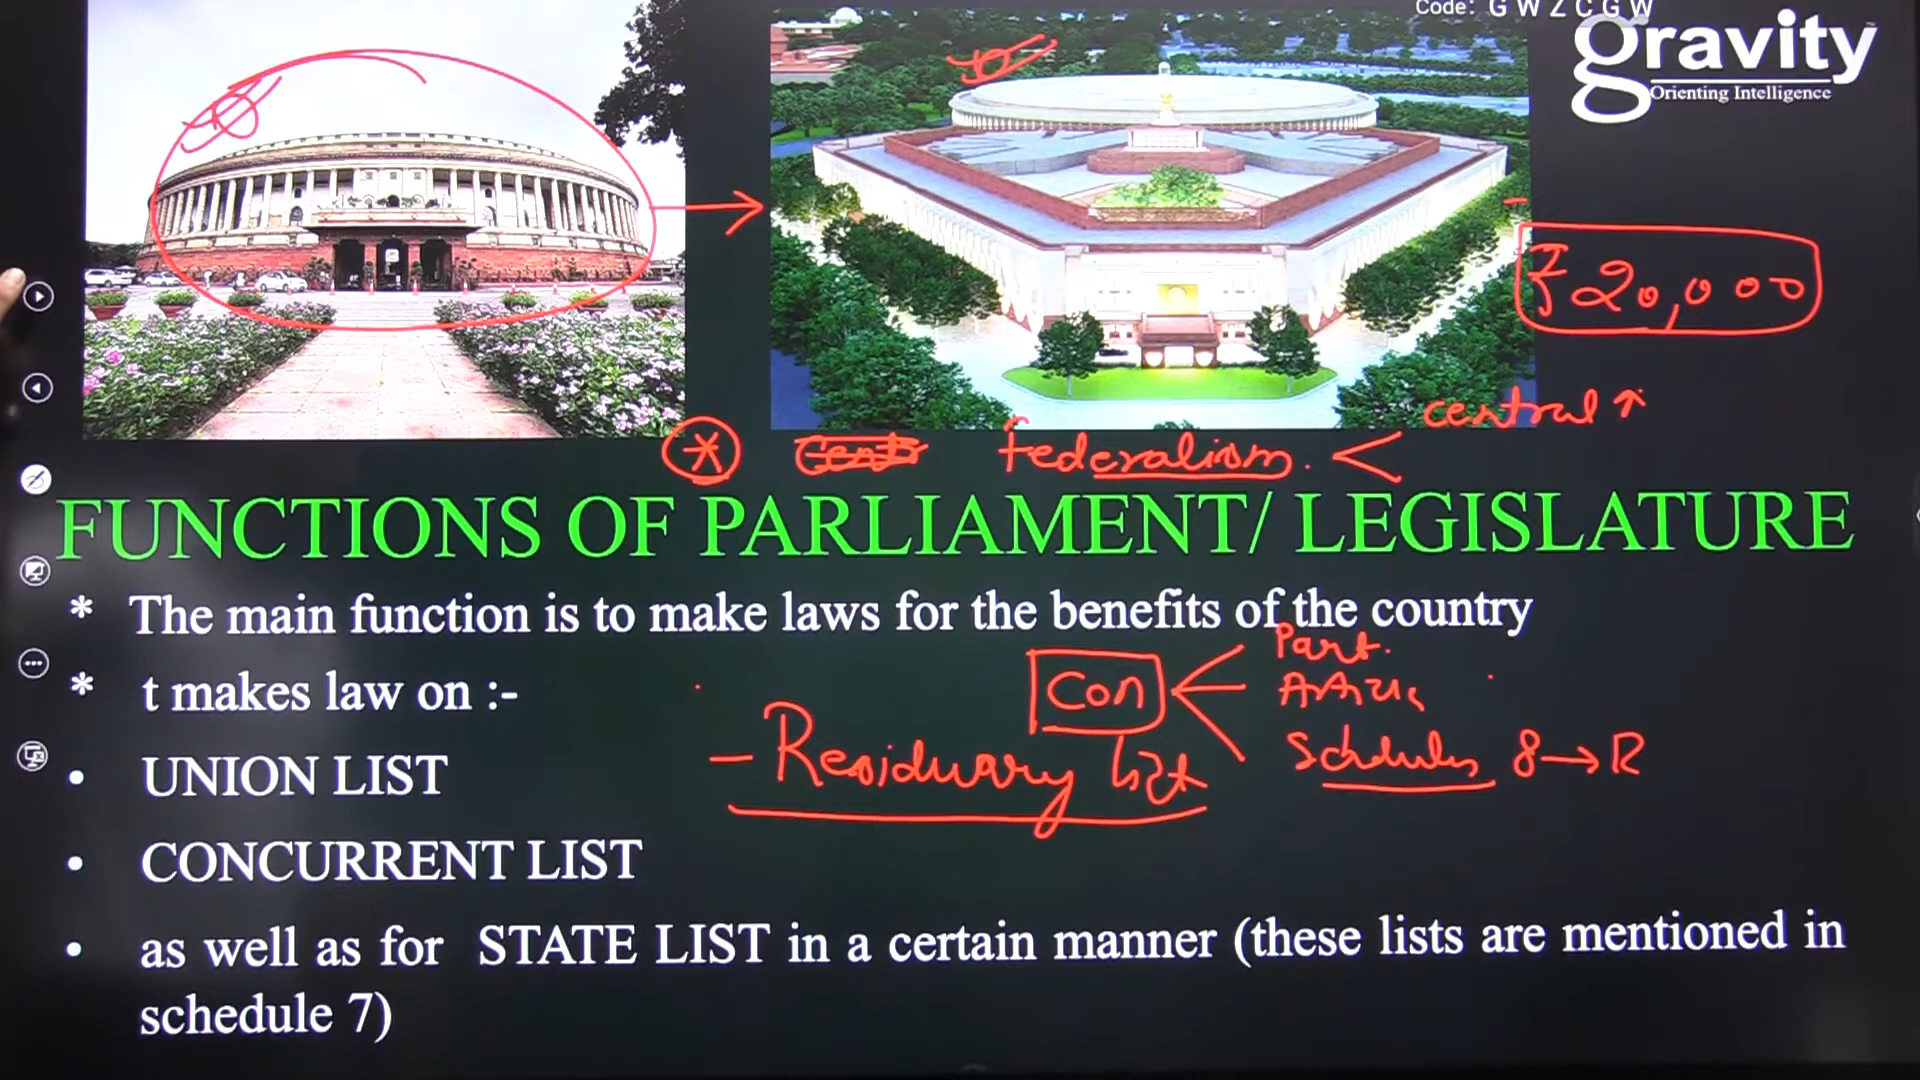 Code: G W Z C G W
gravity
Orienting Intelligence
₹20,000
central ↑
* federalism. <
FUNCTIONS OF PARLIAMENT/ LEGISLATURE
* The main function is to make laws for the benefits of the country
Part.
* t makes law on :-
Con
- Residuary list
Schedules 8→R
• UNION LIST
• CONCURRENT LIST
• as well as for STATE LIST in a certain manner (these lists are mentioned in
schedule 7)